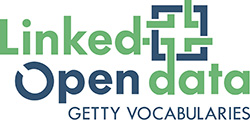 Linked
Open data
GETTY VOCABULARIES